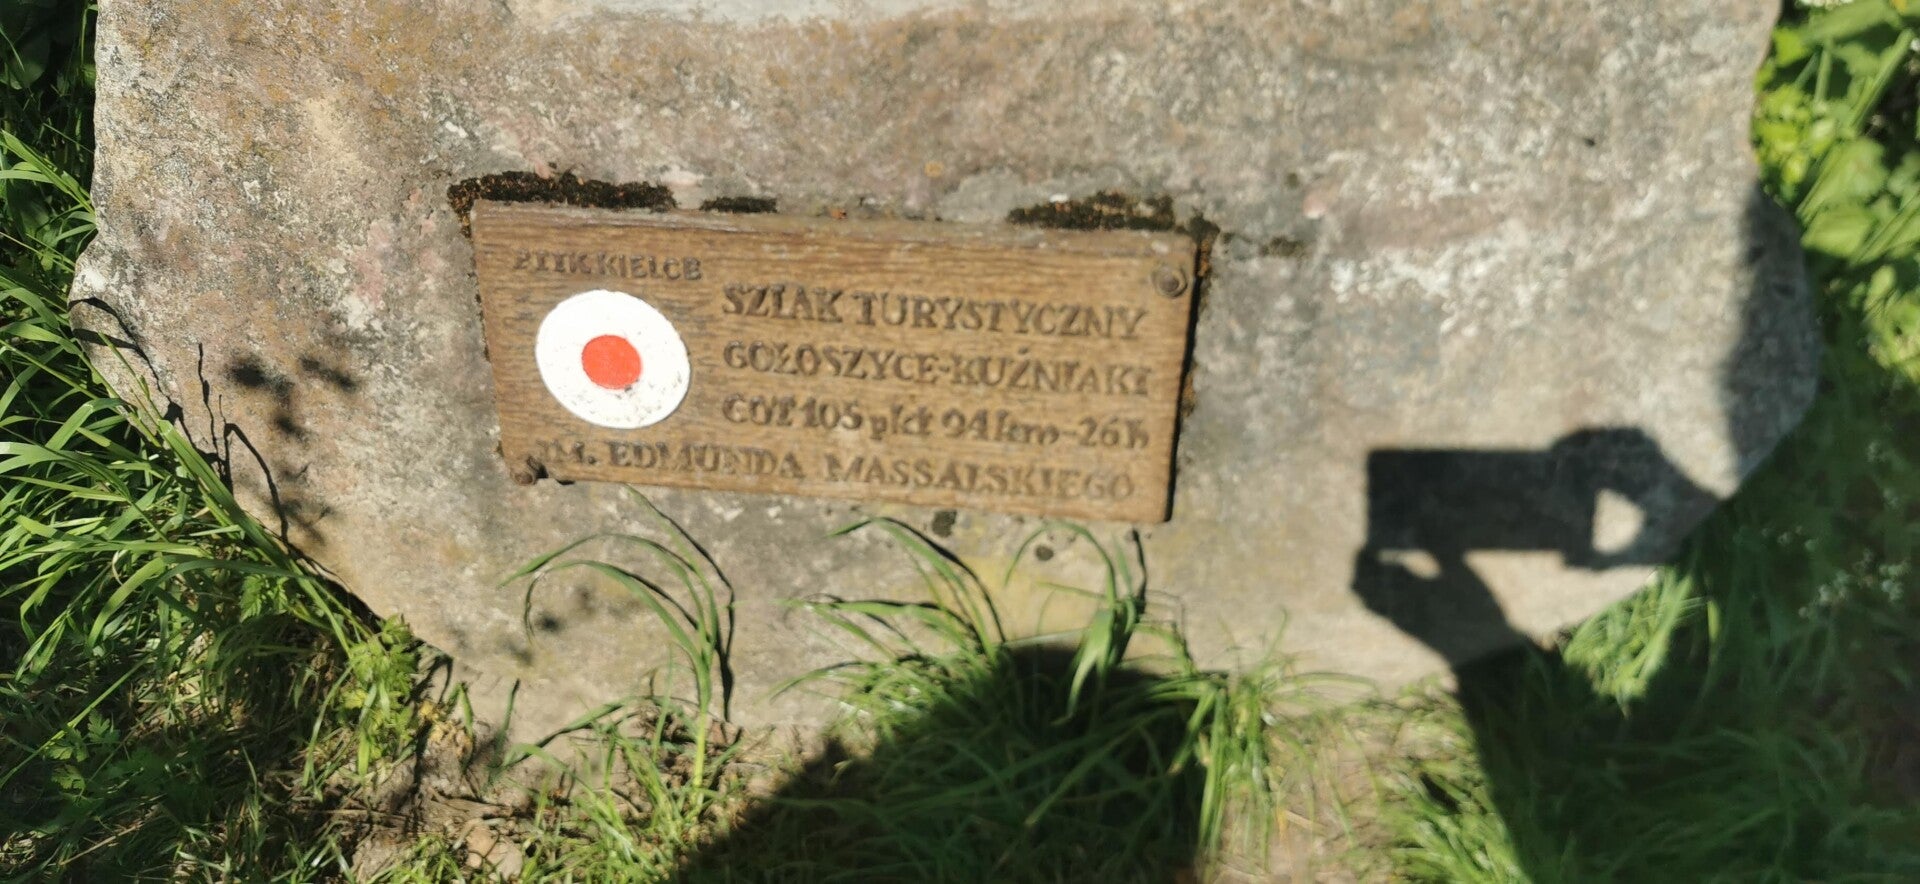 PTTK KIELCE
SZLAK TURYSTYCZNY
GOŁOSZYCE-KUŹNIAKI
GOT 105 pkt 94 km-26 h
IM. EDMUNDA MASSALSKIEGO